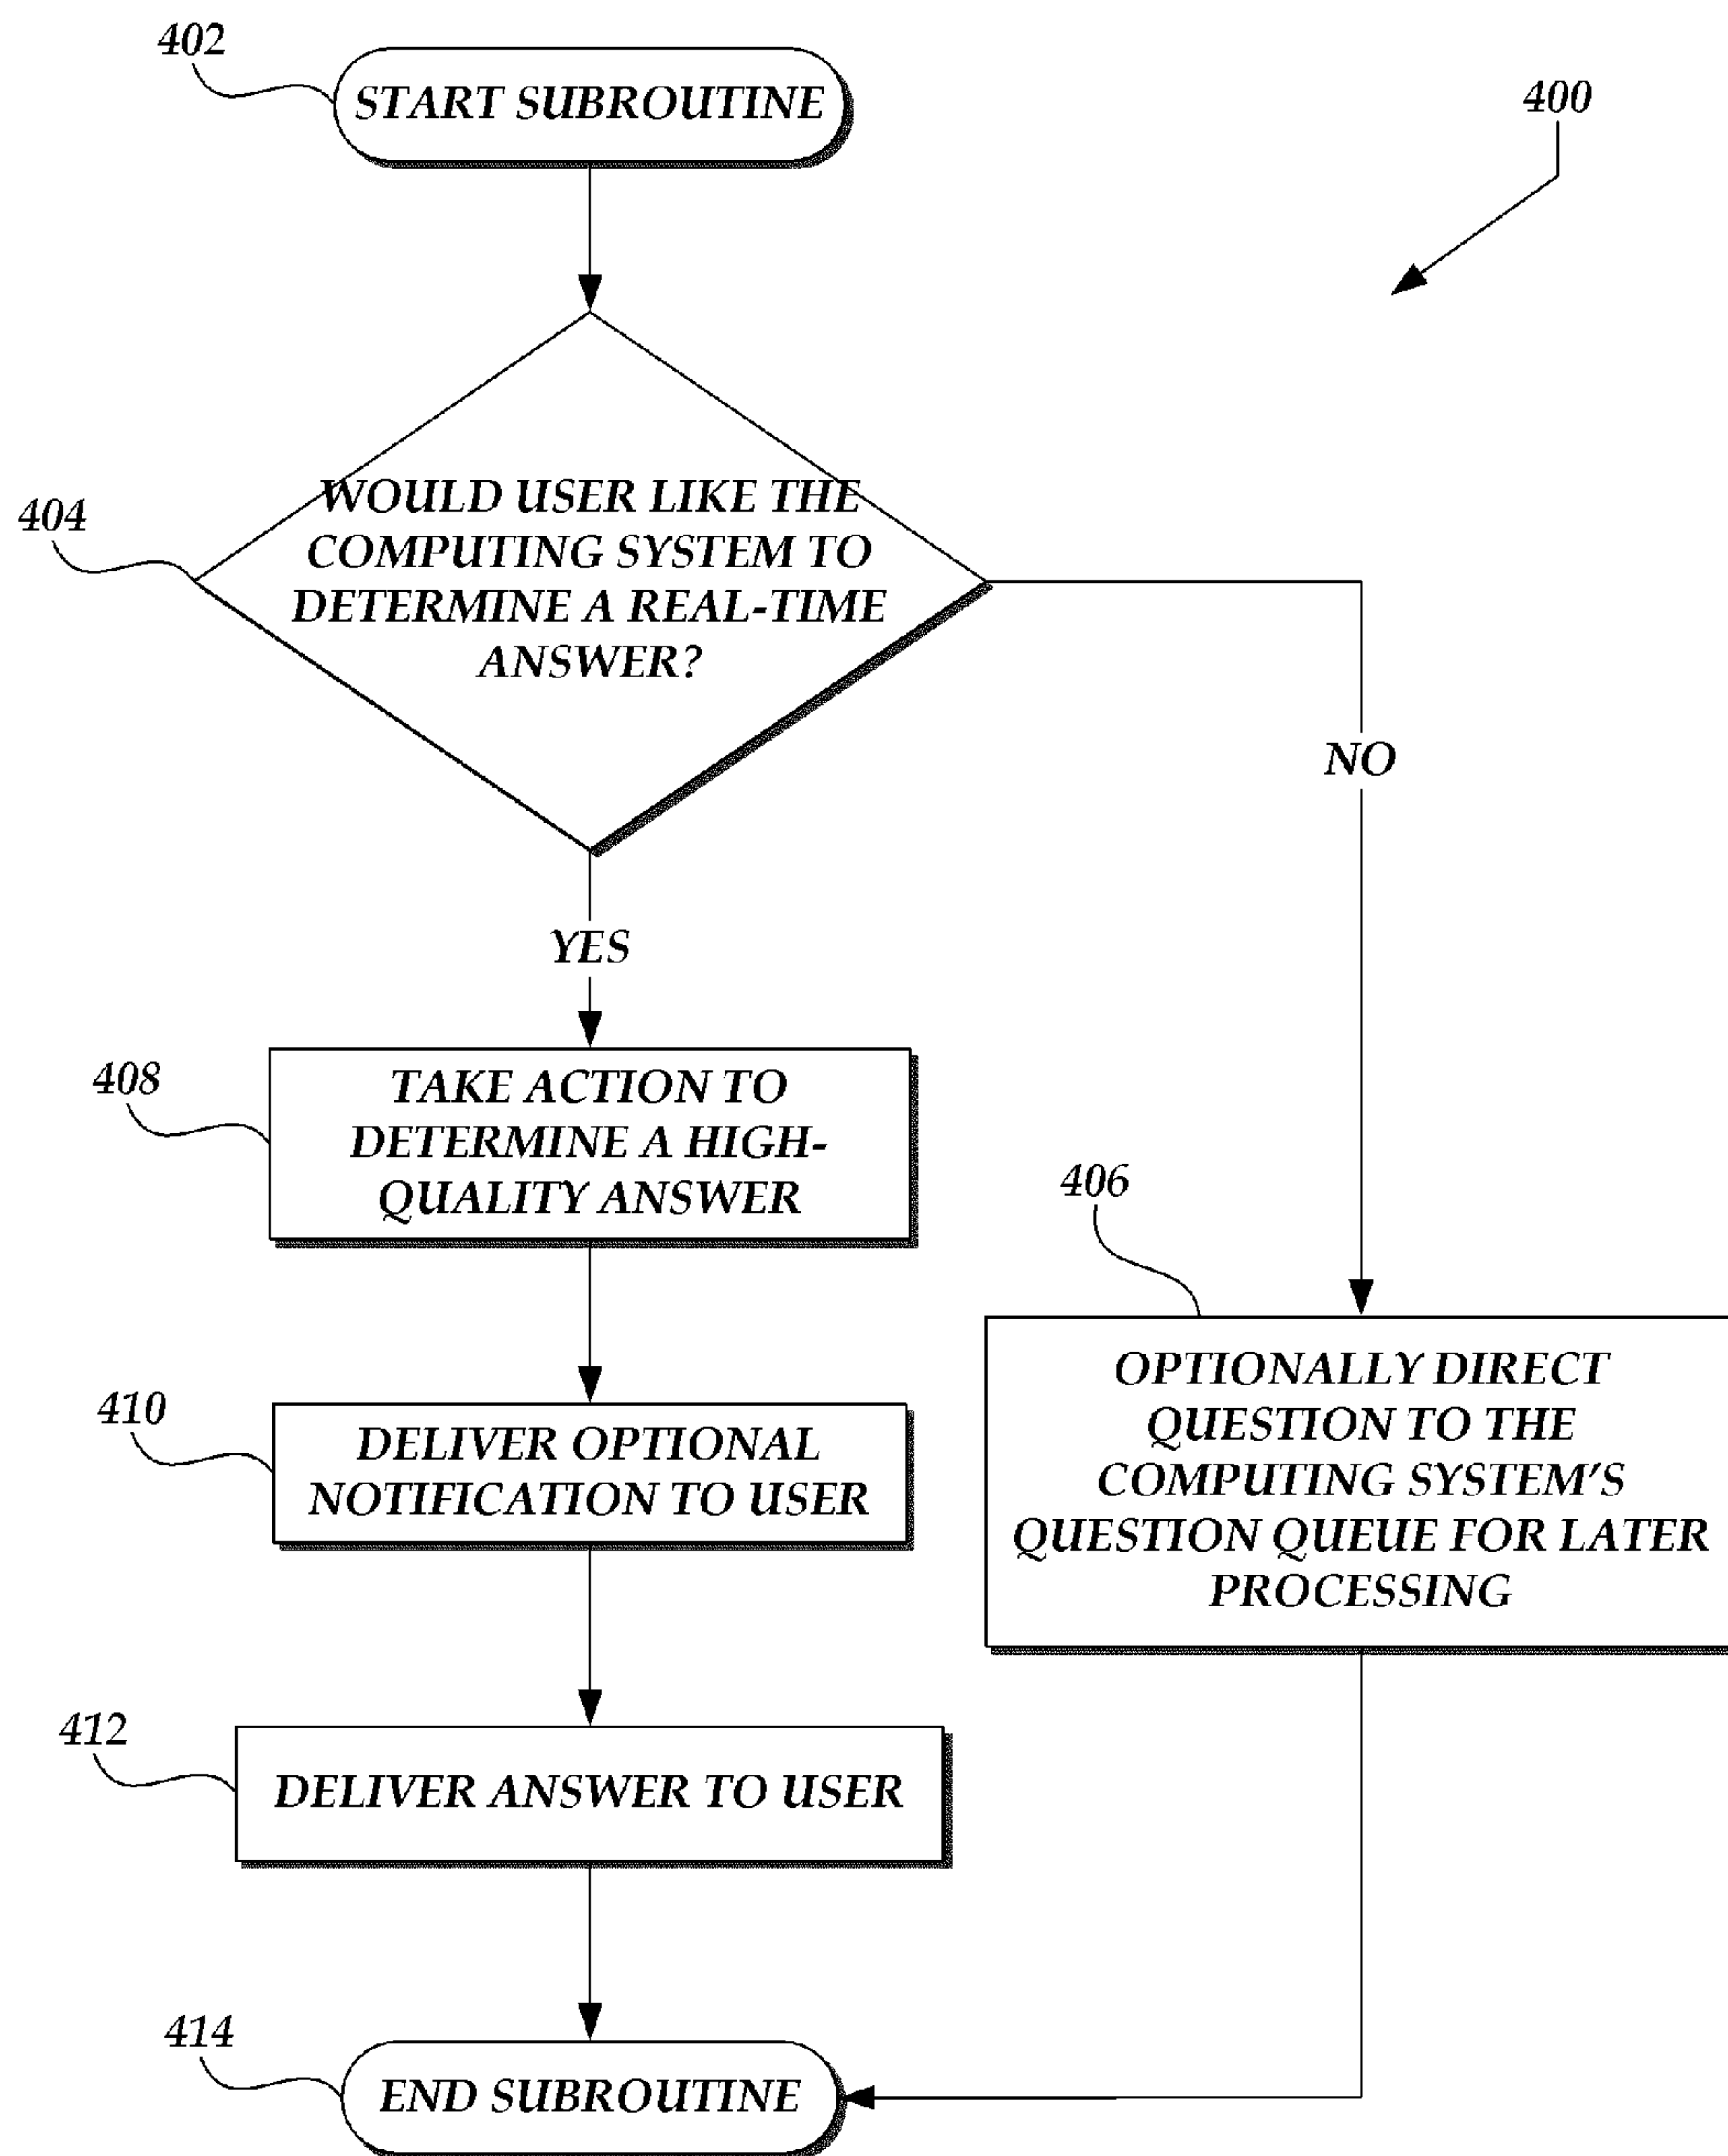 402
START SUBROUTINE
400
404
WOULD USER LIKE THE
COMPUTING SYSTEM TO
DETERMINE A REAL-TIME
ANSWER?
NO
YES
408
TAKE ACTION TO
DETERMINE A HIGH-
QUALITY ANSWER
406
OPTIONALLY DIRECT
QUESTION TO THE
COMPUTING SYSTEM'S
QUESTION QUEUE FOR LATER
PROCESSING
410
DELIVER OPTIONAL
NOTIFICATION TO USER
412
DELIVER ANSWER TO USER
414
END SUBROUTINE